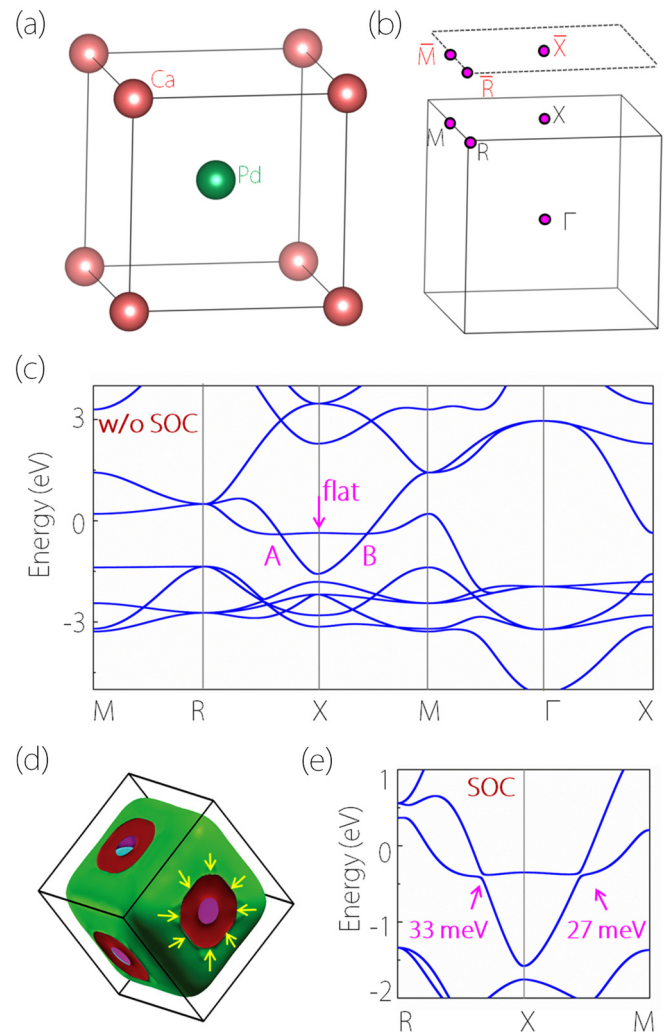 (a)
Ca
Pd
(b)
M̅
X̅
R̅
M
X
R
Γ
(c)
w/o SOC
flat
A
B
3
0
-3
Energy (eV)
M R X M Γ X
(d)
(e)
SOC
1
0
-1
-2
Energy (eV)
33 meV
27 meV
R X M